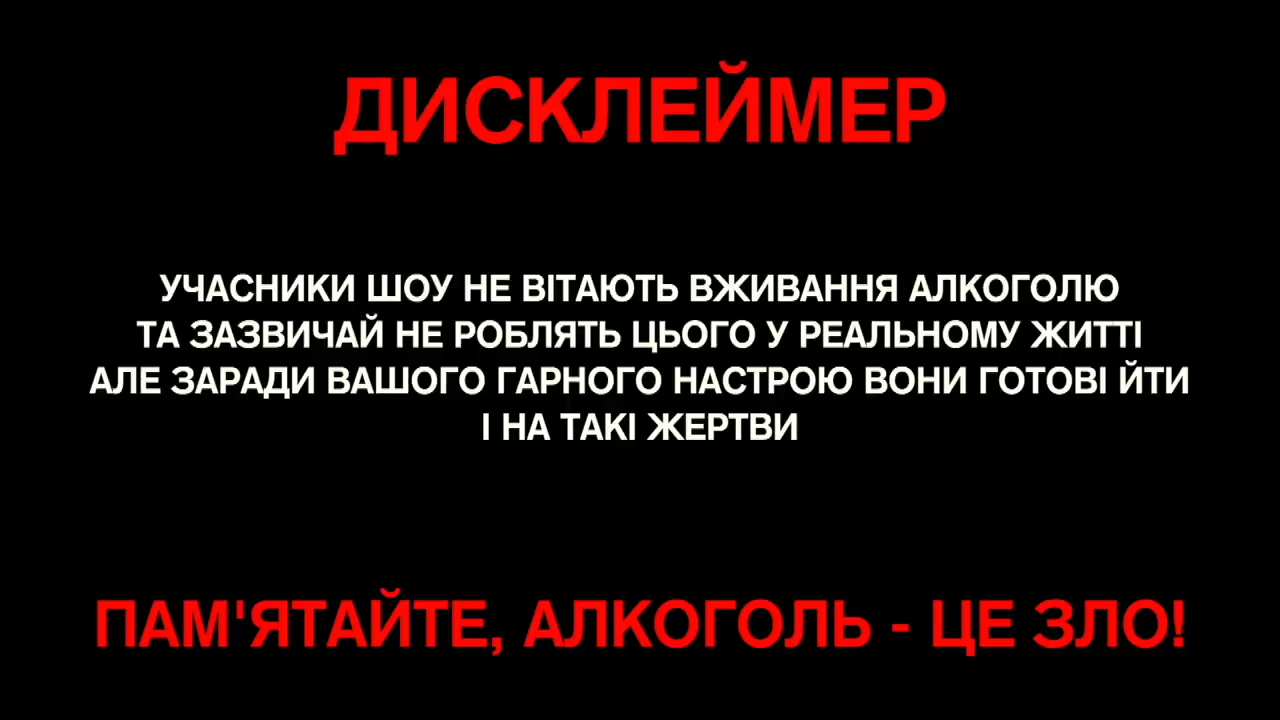 ДИСКЛЕЙМЕР
УЧАСНИКИ ШОУ НЕ ВІТАЮТЬ ВЖИВАННЯ АЛКОГОЛЮ
ТА ЗАЗВИЧАЙ НЕ РОБЛЯТЬ ЦЬОГО У РЕАЛЬНОМУ ЖИТТІ
АЛЕ ЗАРАДИ ВАШОГО ГАРНОГО НАСТРОЮ ВОНИ ГОТОВІ ЙТИ
І НА ТАКІ ЖЕРТВИ
ПАМ'ЯТАЙТЕ, АЛКОГОЛЬ - ЦЕ ЗЛО!